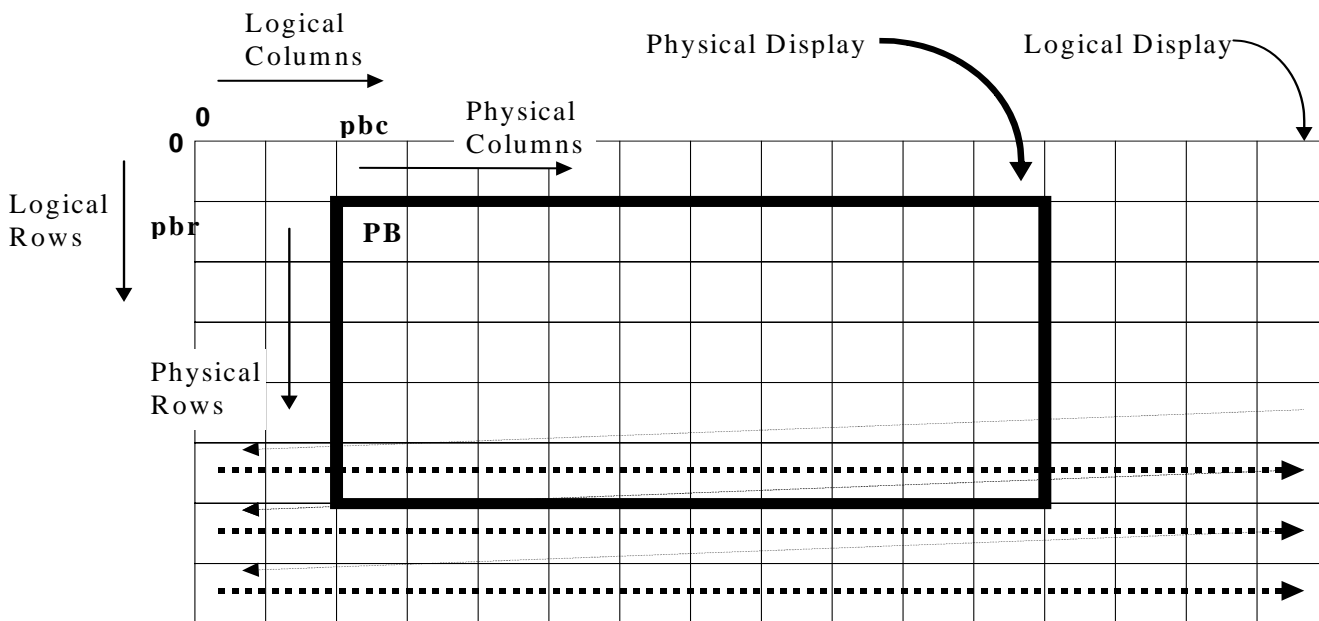 Logical
Columns
Physical Display
Logical Display
0
pbc
Physical
Columns
0
Logical
Rows
pbr
PB
Physical
Rows